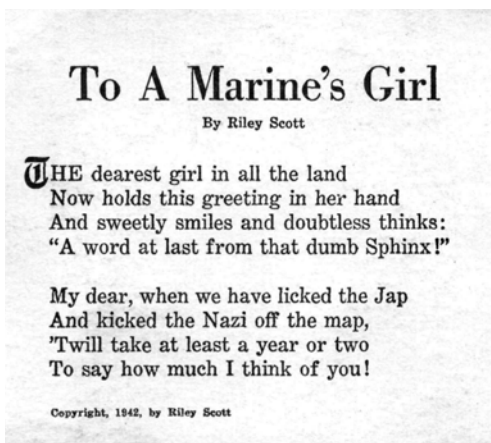 To A Marine's Girl
By Riley Scott
THE dearest girl in all the land
Now holds this greeting in her hand
And sweetly smiles and doubtless thinks:
“A word at last from that dumb Sphinx!”
My dear, when we have licked the Jap
And kicked the Nazi off the map,
'Twill take at least a year or two
To say how much I think of you!
Copyright, 1942, by Riley Scott